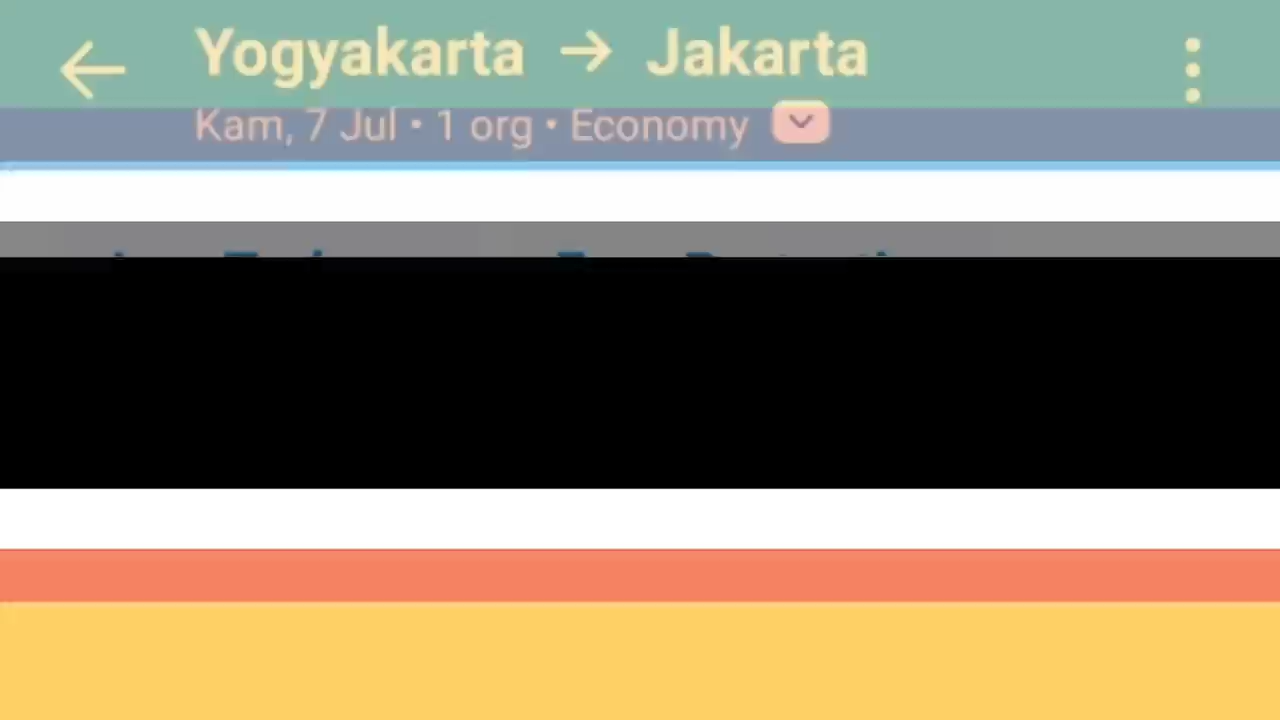 Yogyakarta → Jakarta
Kam, 7 Jul • 1 org • Economy